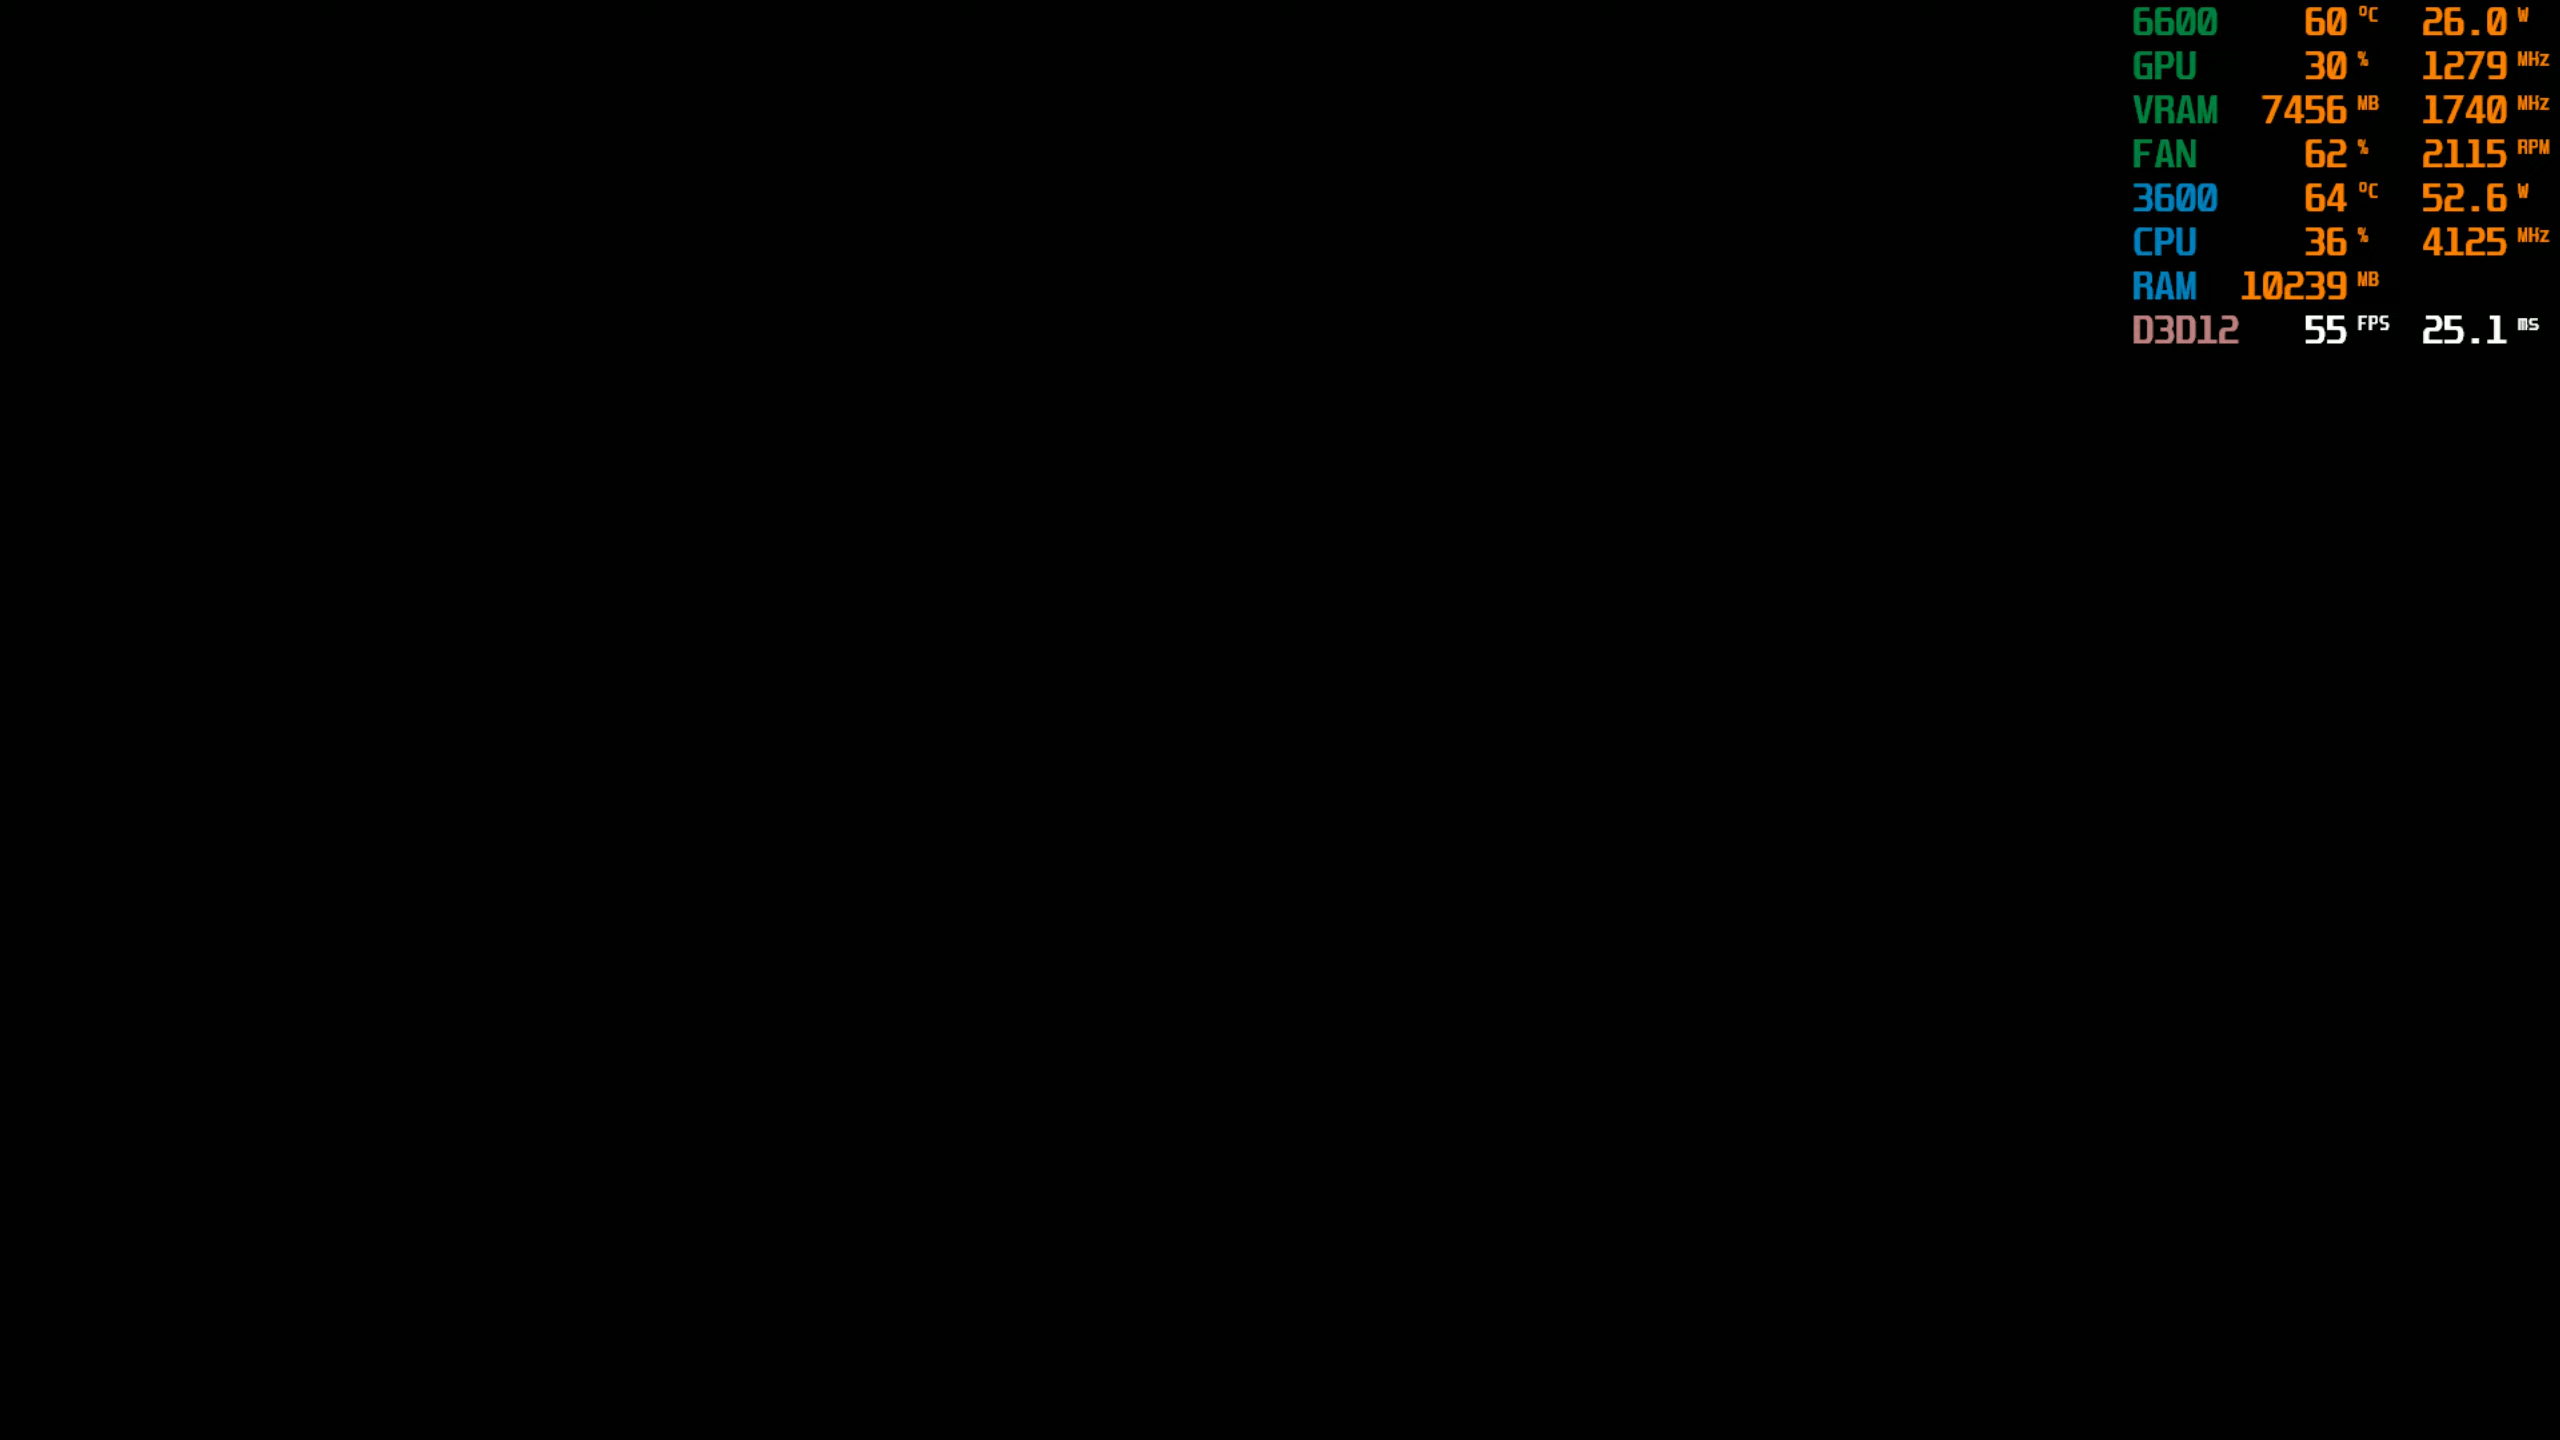 6600 60 °C 26.0 W
GPU 30 % 1279 MHz
VRAM 7456 MB 1740 MHz
FAN 62 % 2115 RPM
3600 64 °C 52.6 W
CPU 36 % 4125 MHz
RAM 10239 MB
D3D12 55 FPS 25.1 ms